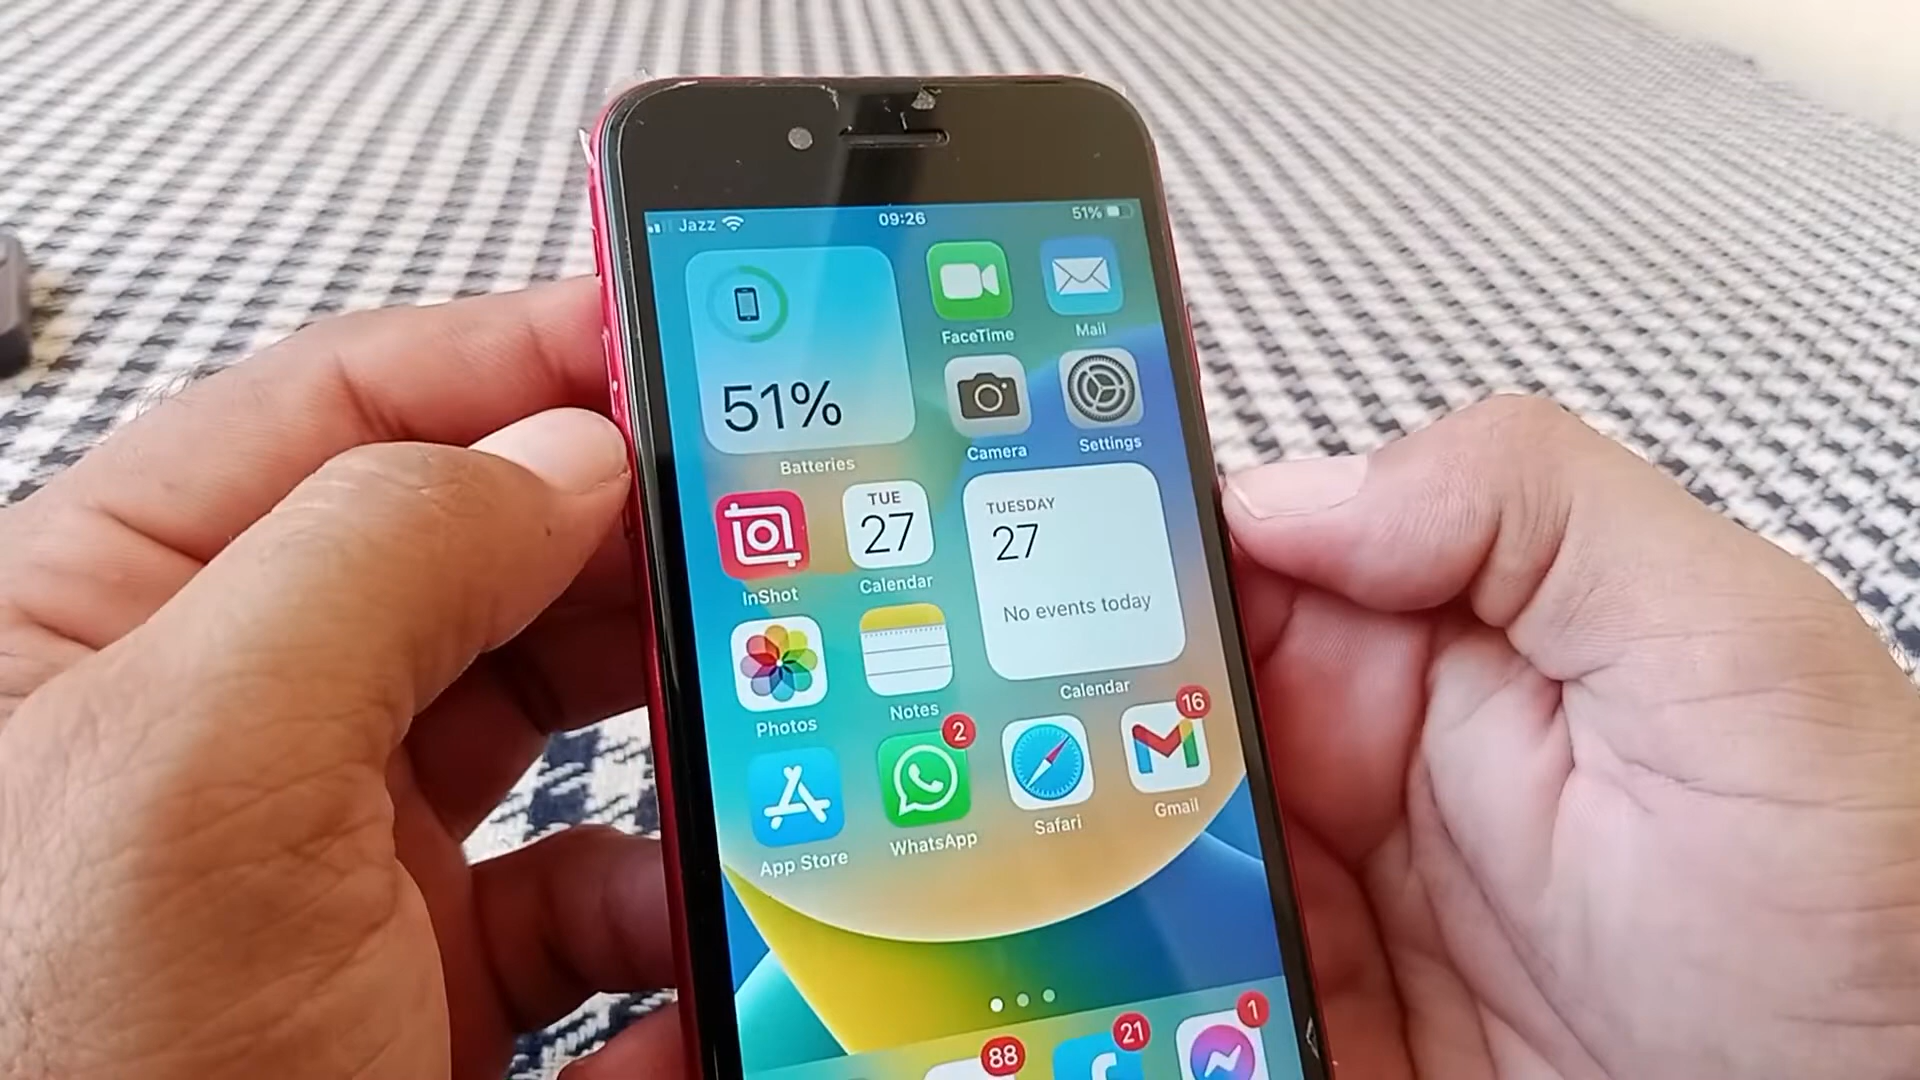 Jazz 09:26 51%
51%
Batteries
FaceTime
Mail
Camera
Settings
InShot
TUE
27
Calendar
TUESDAY
27
No events today
Calendar
Photos
Notes
2
16
App Store
WhatsApp
Safari
Gmail
88
21
1